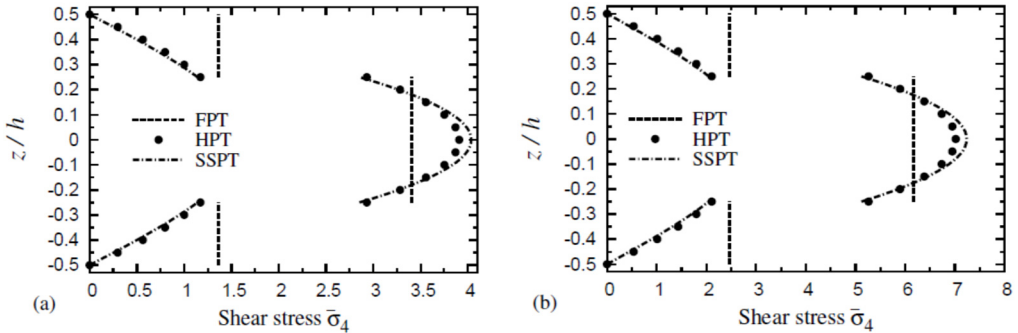 0.5
0.4
0.3
0.2
0.1
0
-0.1
-0.2
-0.3
-0.4
-0.5
z / h
FPT
HPT
SSPT
0 0.5 1 1.5 2 2.5 3 3.5 4
(a)
Shear stress σ̄₄
0.5
0.4
0.3
0.2
0.1
0
-0.1
-0.2
-0.3
-0.4
-0.5
z / h
FPT
HPT
SSPT
0 1 2 3 4 5 6 7 8
(b)
Shear stress σ̄₄